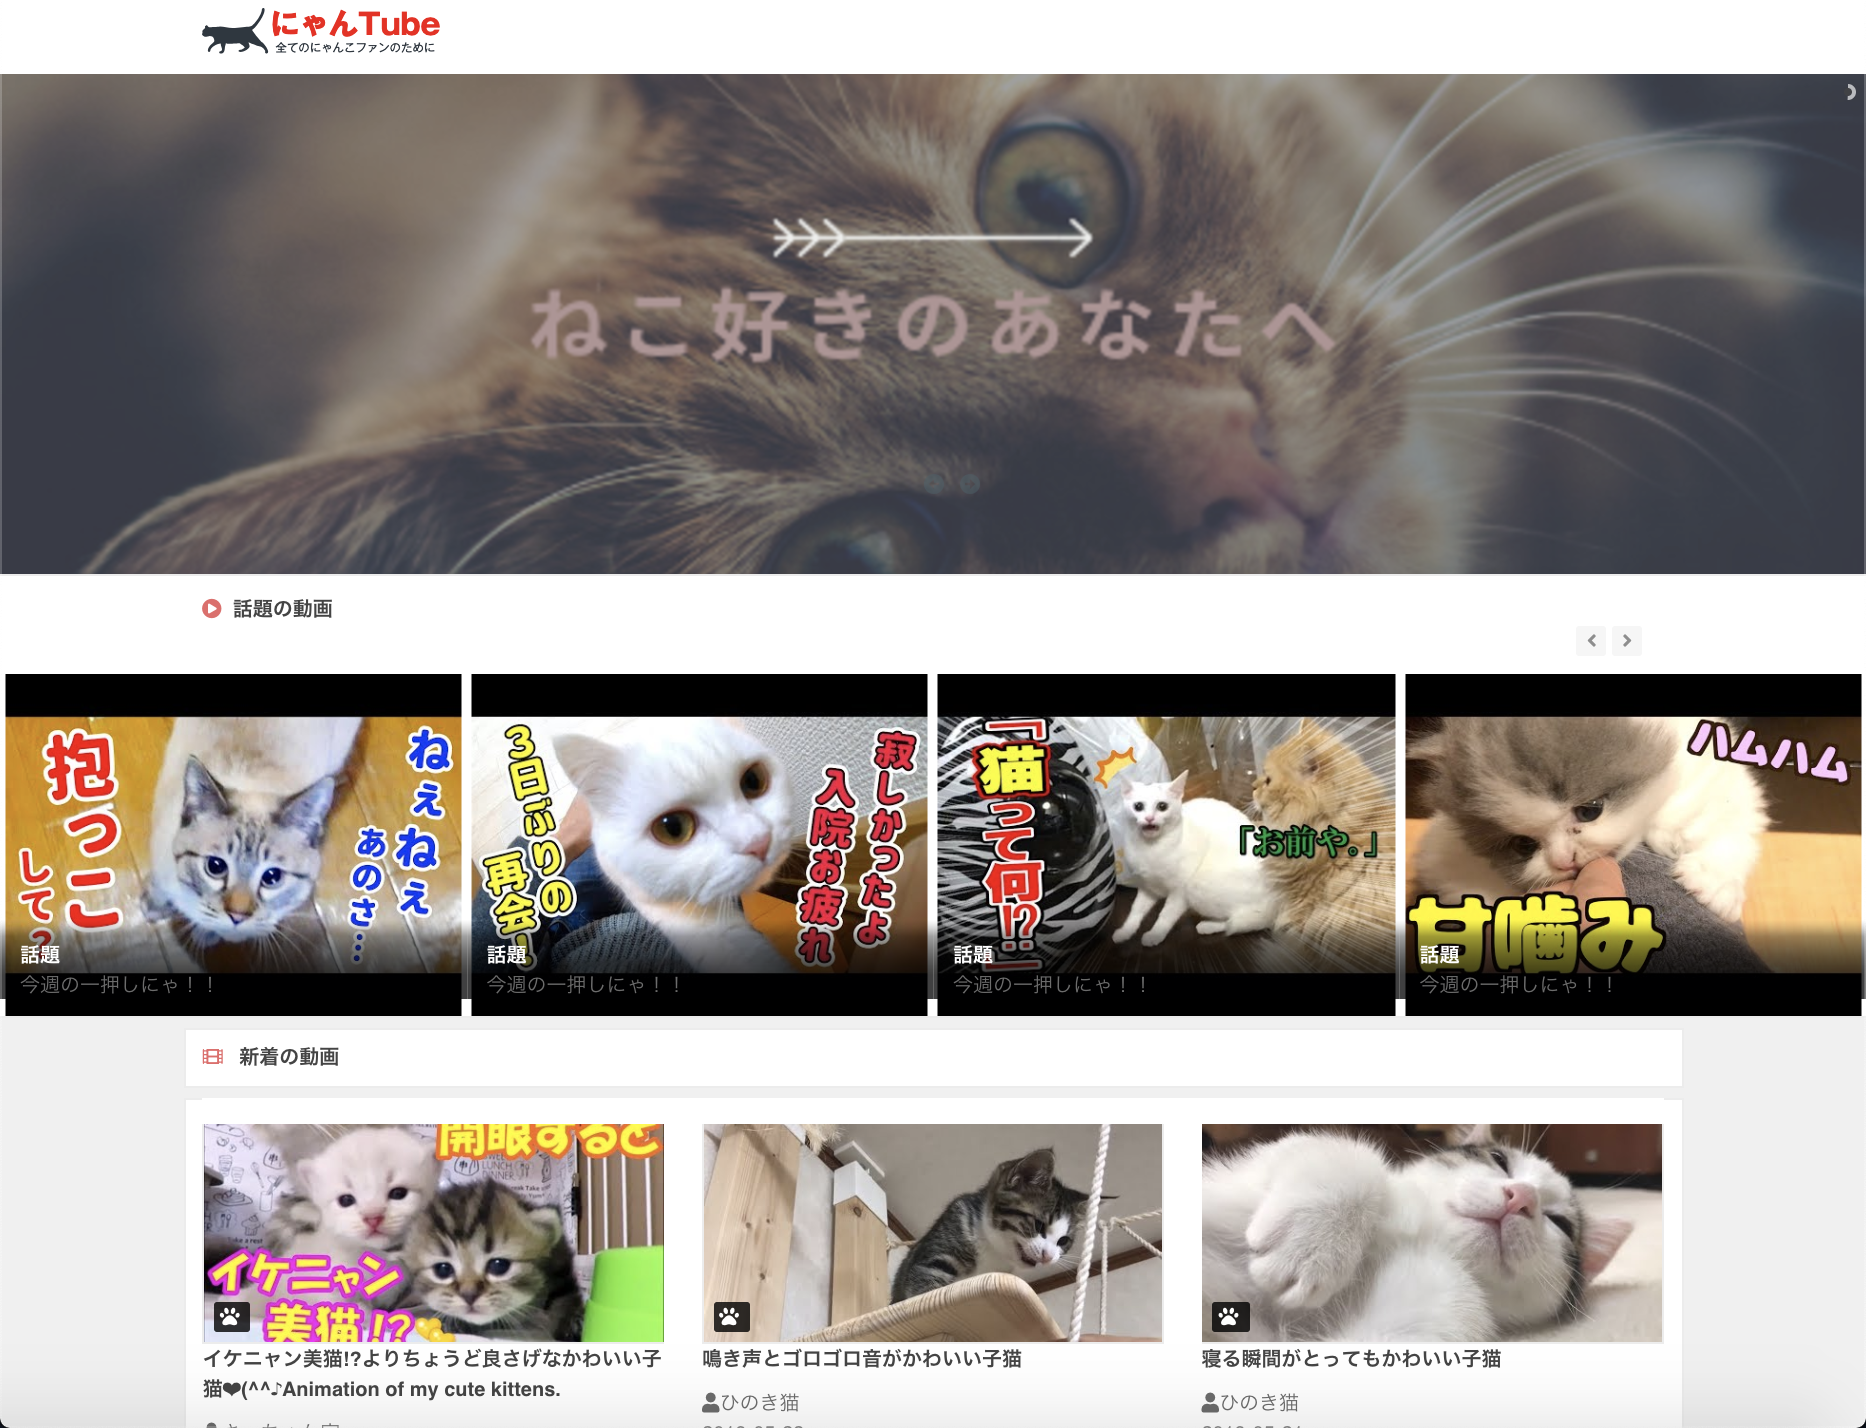 にゃんTube
全てのにゃんこファンのために
ねこ好きのあなたへ
話題の動画
抱っこ
して?
ねぇねぇ
あのさ…
話題
今週の一押しにゃ！！
3日ぶりの
再会!
寂しかったよ
入院お疲れ
話題
今週の一押しにゃ！！
「猫って何!?」
「お前や。」
話題
今週の一押しにゃ！！
ハムハム
甘噛み
話題
今週の一押しにゃ！！
新着の動画
開眼すると
イケニャン
美猫!?
イケニャン美猫!?よりちょうど良さげなかわいい子
猫❤(^^♪Animation of my cute kittens.
鳴き声とゴロゴロ音がかわいい子猫
ひのき猫
寝る瞬間がとってもかわいい子猫
ひのき猫